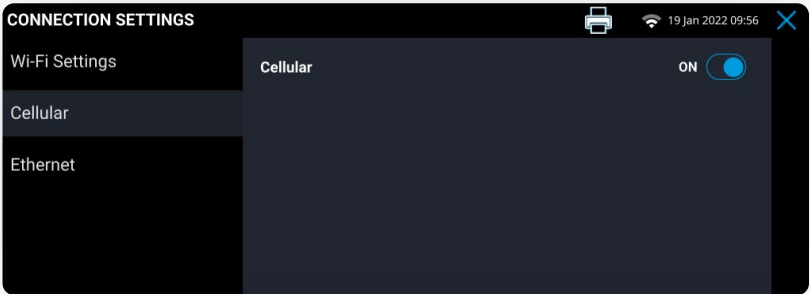 CONNECTION SETTINGS 19 Jan 2022 09:56
Wi-Fi Settings
Cellular ON
Cellular
Ethernet